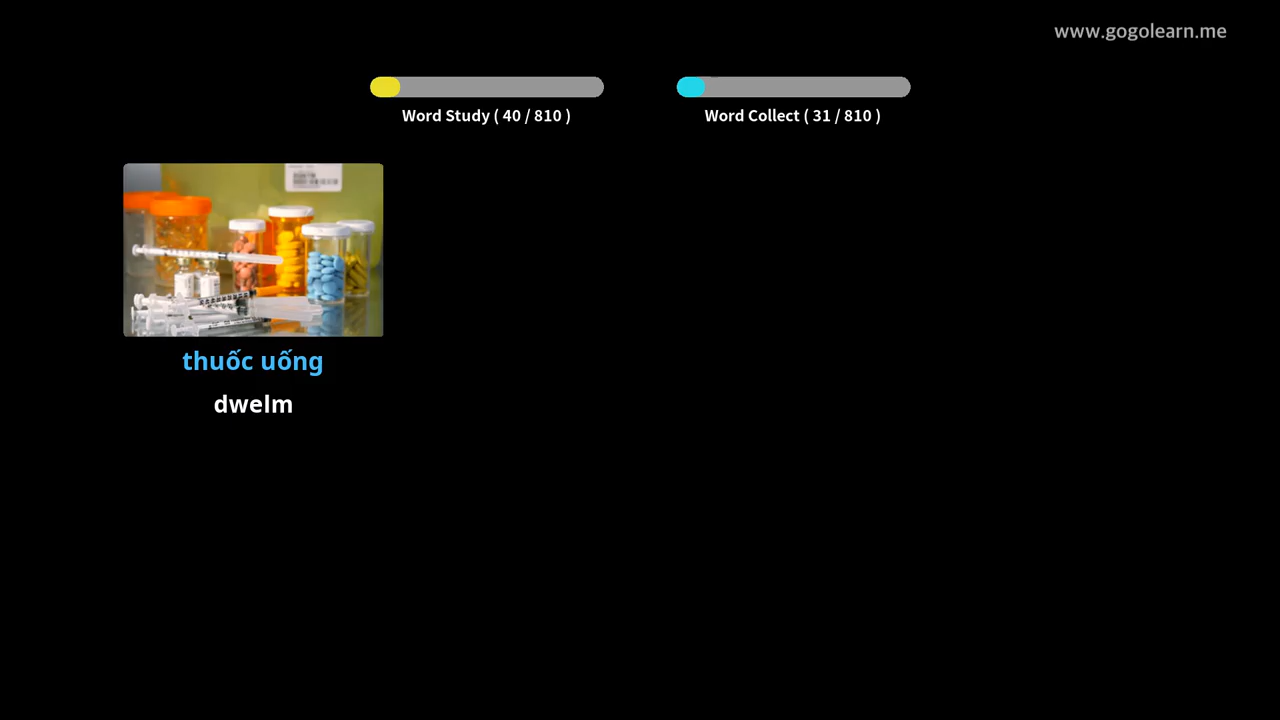 www.gogolearn.me
Word Study ( 40 / 810 )
Word Collect ( 31 / 810 )
thuốc uống
dwelm